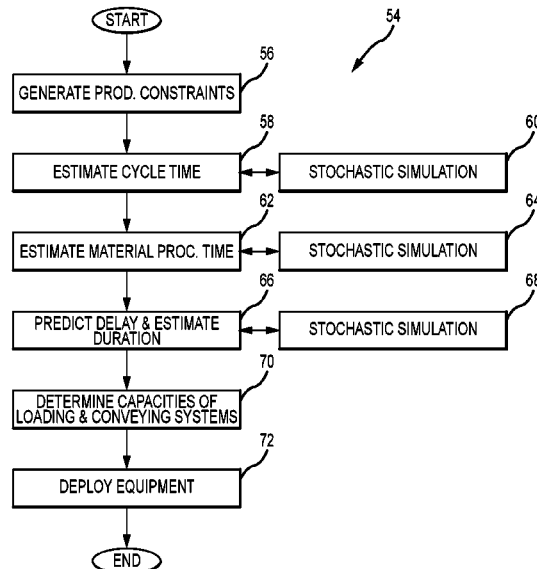 START
54
56
GENERATE PROD. CONSTRAINTS
58
60
ESTIMATE CYCLE TIME
STOCHASTIC SIMULATION
62
64
ESTIMATE MATERIAL PROC. TIME
STOCHASTIC SIMULATION
66
68
PREDICT DELAY & ESTIMATE
DURATION
STOCHASTIC SIMULATION
70
DETERMINE CAPACITIES OF
LOADING & CONVEYING SYSTEMS
72
DEPLOY EQUIPMENT
END